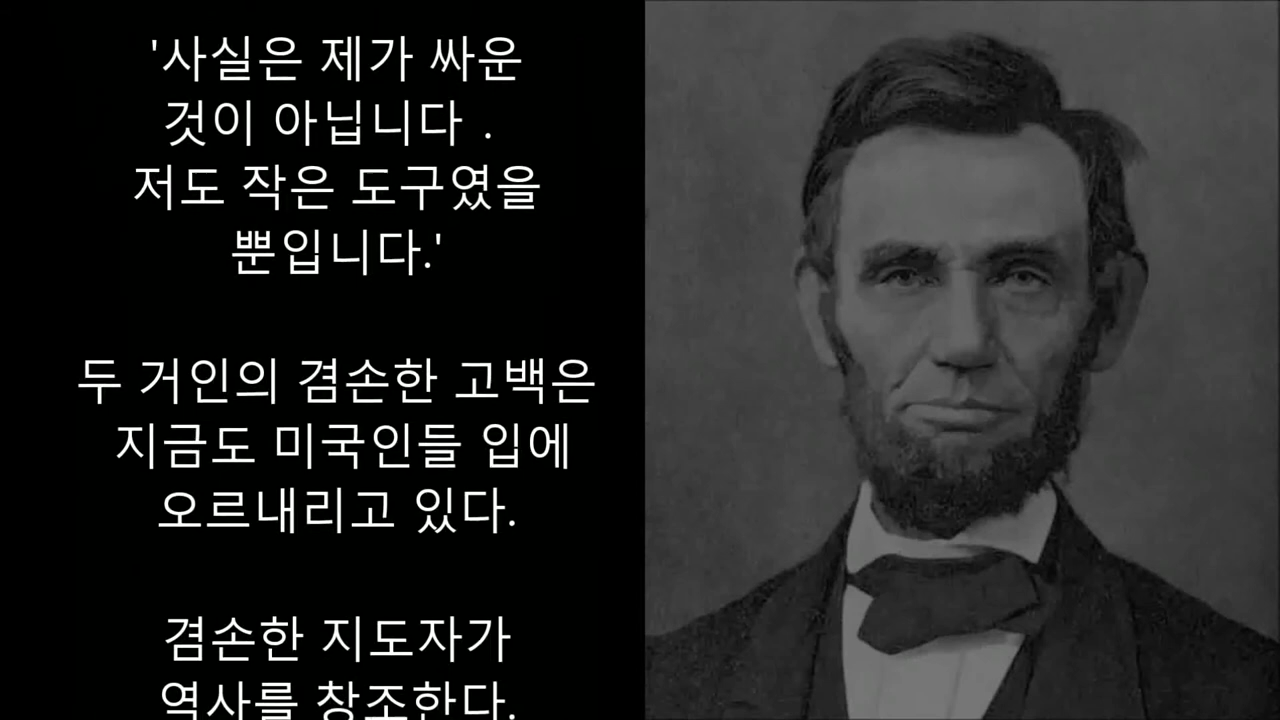 '사실은 제가 싸운
것이 아닙니다 .
저도 작은 도구였을
뿐입니다.'
두 거인의 겸손한 고백은
지금도 미국인들 입에
오르내리고 있다.
겸손한 지도자가
역사를 창조한다.